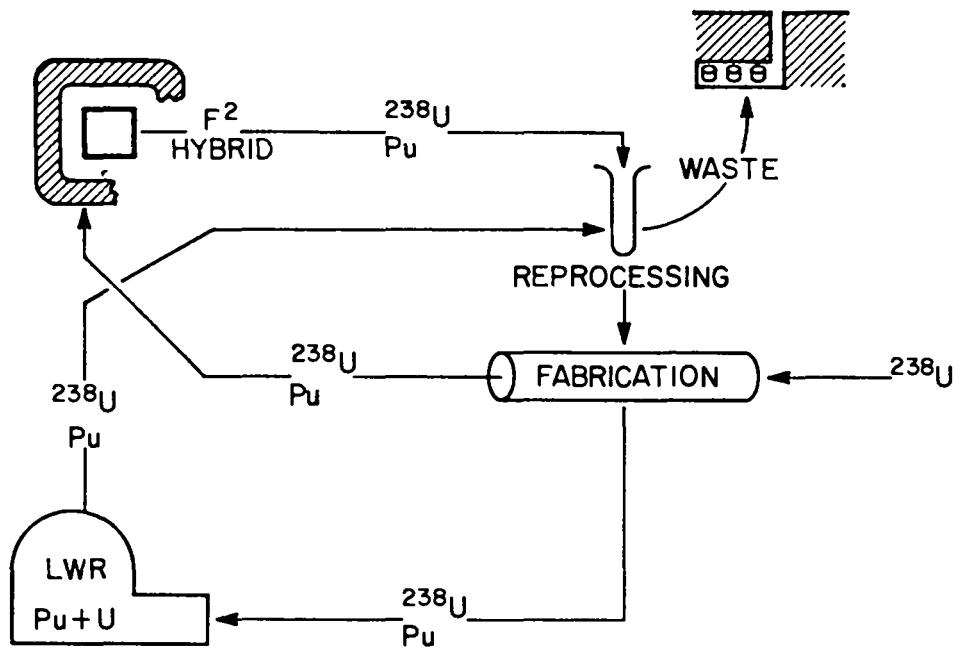 F²
HYBRID
²³⁸U
Pu
WASTE
REPROCESSING
²³⁸U
Pu
FABRICATION
²³⁸U
²³⁸U
Pu
LWR
Pu+U
²³⁸U
Pu